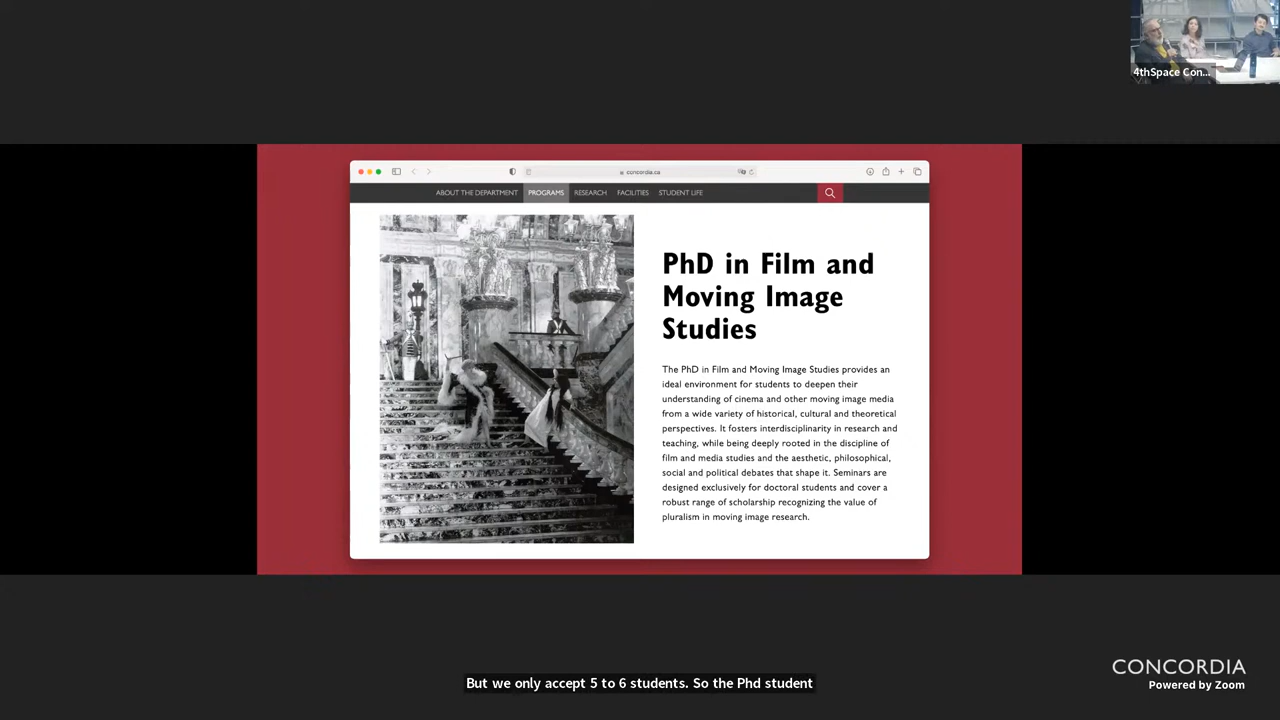 4thSpace Con...
concordia.ca
ABOUT THE DEPARTMENT PROGRAMS RESEARCH FACILITIES STUDENT LIFE
PhD in Film and
Moving Image
Studies
The PhD in Film and Moving Image Studies provides an
ideal environment for students to deepen their
understanding of cinema and other moving image media
from a wide variety of historical, cultural and theoretical
perspectives. It fosters interdisciplinarity in research and
teaching, while being deeply rooted in the discipline of
film and media studies and the aesthetic, philosophical,
social and political debates that shape it. Seminars are
designed exclusively for doctoral students and cover a
robust range of scholarship recognizing the value of
pluralism in moving image research.
CONCORDIA
Powered by Zoom
But we only accept 5 to 6 students. So the Phd student